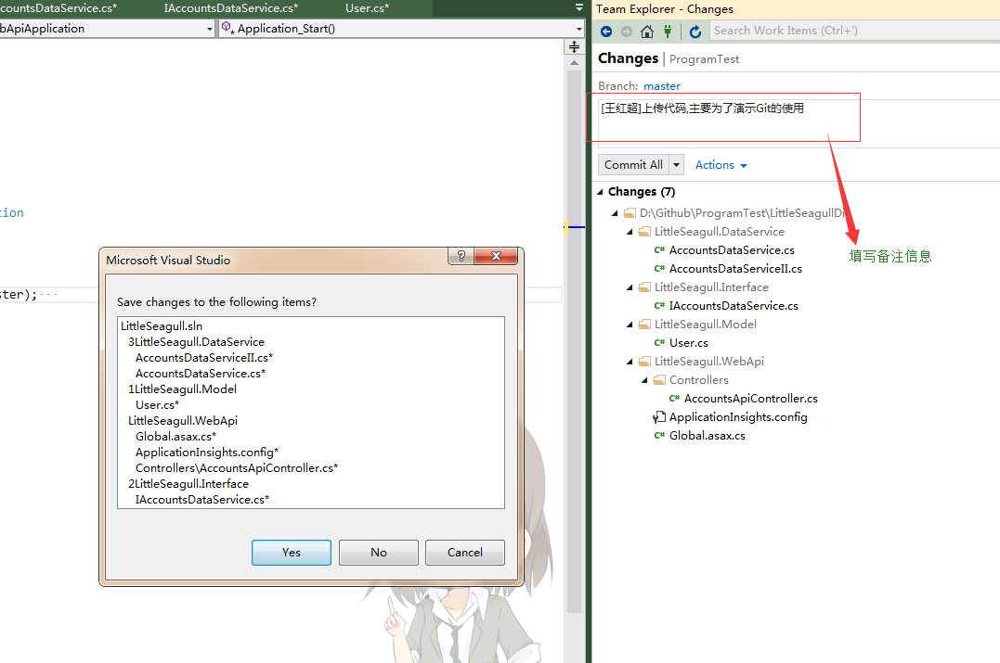 countsDataService.cs*
IAccountsDataService.cs*
User.cs*
bApiApplication
Application_Start()
tion
ster);...
Microsoft Visual Studio
Save changes to the following items?
LittleSeagull.sln
3LittleSeagull.DataService
AccountsDataServiceII.cs*
AccountsDataService.cs*
1LittleSeagull.Model
User.cs*
LittleSeagull.WebApi
Global.asax.cs*
ApplicationInsights.config*
Controllers\AccountsApiController.cs*
2LittleSeagull.Interface
IAccountsDataService.cs*
Yes
No
Cancel
Team Explorer - Changes
Search Work Items (Ctrl+')
Changes | ProgramTest
Branch: master
[王红超]上传代码,主要为了演示Git的使用
Commit All
Actions
Changes (7)
D:\Github\ProgramTest\LittleSeagullD
LittleSeagull.DataService
C# AccountsDataService.cs
C# AccountsDataServiceII.cs
LittleSeagull.Interface
C# IAccountsDataService.cs
LittleSeagull.Model
C# User.cs
LittleSeagull.WebApi
Controllers
C# AccountsApiController.cs
ApplicationInsights.config
C# Global.asax.cs
填写备注信息